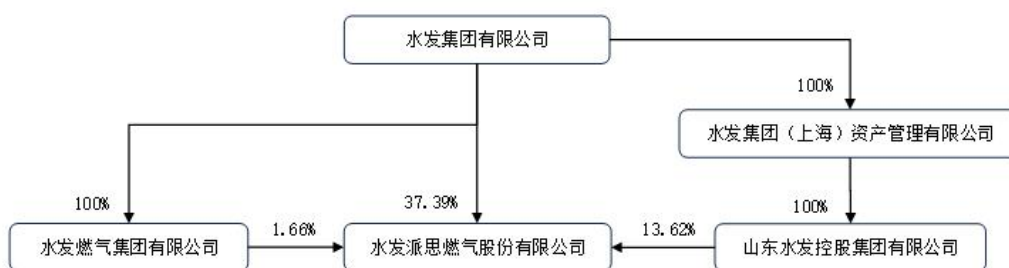 水发集团有限公司
100%
水发集团（上海）资产管理有限公司
100%
37.39%
100%
1.66%
13.62%
水发燃气集团有限公司
水发派思燃气股份有限公司
山东水发控股集团有限公司